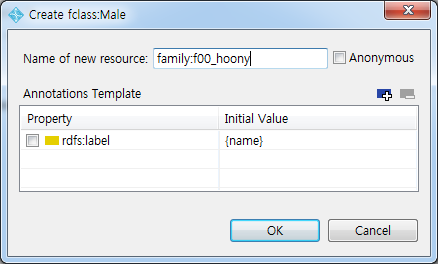 Create fclass:Male
Name of new resource: family:f00_hoony Anonymous
Annotations Template
Property Initial Value
rdfs:label {name}
OK Cancel